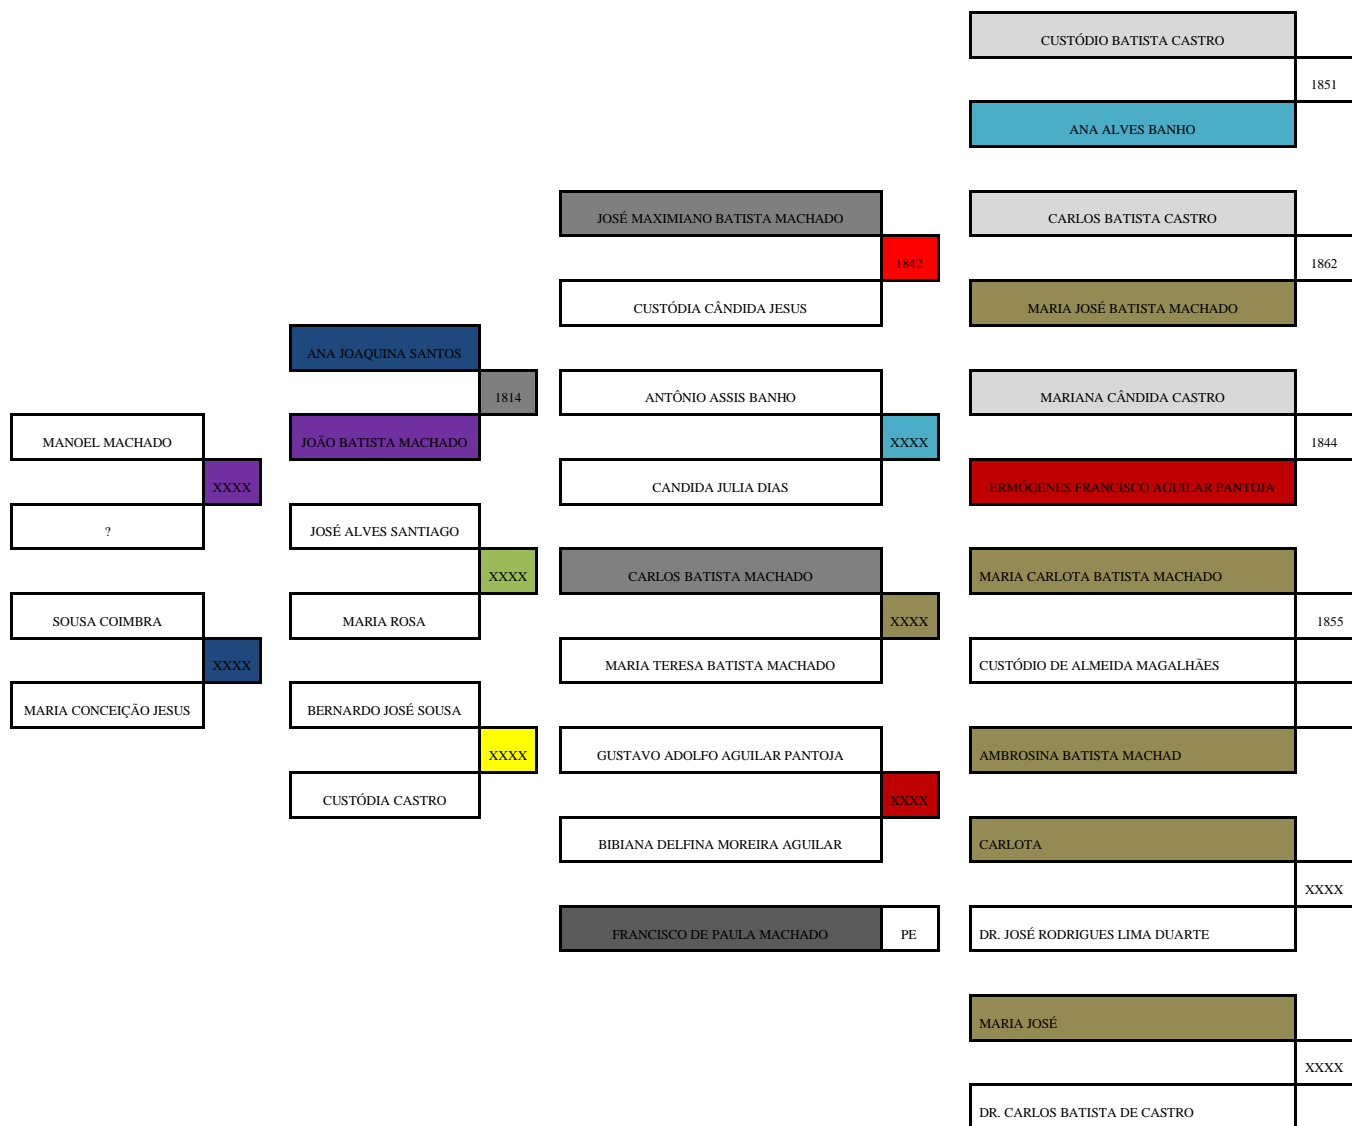 CUSTÓDIO BATISTA CASTRO
1851
ANA ALVES BANHO
JOSÉ MAXIMIANO BATISTA MACHADO
CARLOS BATISTA CASTRO
1842
1862
CUSTÓDIA CÂNDIDA JESUS
MARIA JOSÉ BATISTA MACHADO
ANA JOAQUINA SANTOS
1814
ANTÔNIO ASSIS BANHO
MARIANA CÂNDIDA CASTRO
MANOEL MACHADO
JOÃO BATISTA MACHADO
XXXX
1844
XXXX
CANDIDA JULIA DIAS
ERMÓGENES FRANCISCO AGUILAR PANTOJA
?
JOSÉ ALVES SANTIAGO
XXXX
CARLOS BATISTA MACHADO
MARIA CARLOTA BATISTA MACHADO
SOUSA COIMBRA
MARIA ROSA
XXXX
1855
XXXX
MARIA TERESA BATISTA MACHADO
CUSTÓDIO DE ALMEIDA MAGALHÃES
MARIA CONCEIÇÃO JESUS
BERNARDO JOSÉ SOUSA
XXXX
GUSTAVO ADOLFO AGUILAR PANTOJA
AMBROSINA BATISTA MACHAD
CUSTÓDIA CASTRO
XXXX
BIBIANA DELFINA MOREIRA AGUILAR
CARLOTA
XXXX
FRANCISCO DE PAULA MACHADO
PE
DR. JOSÉ RODRIGUES LIMA DUARTE
MARIA JOSÉ
XXXX
DR. CARLOS BATISTA DE CASTRO